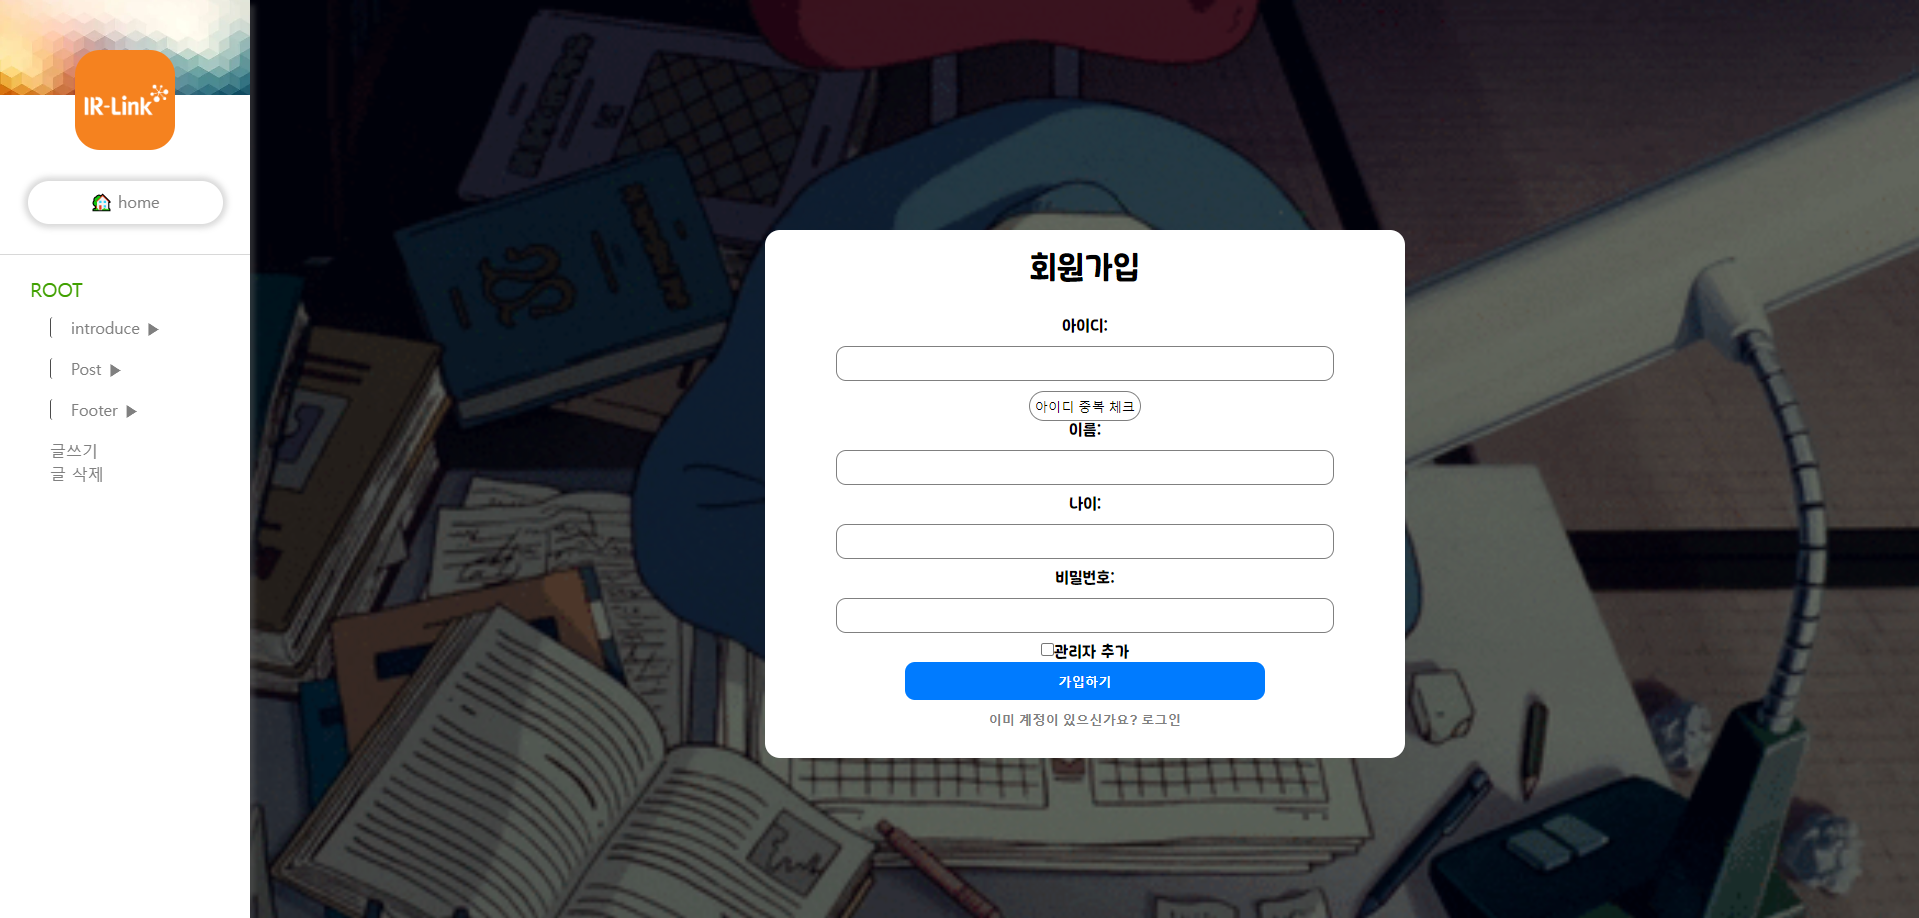 IR-Link
home
ROOT
introduce ▶
Post ▶
Footer ▶
글쓰기
글 삭제
회원가입
아이디:
아이디 중복 체크
이름:
나이:
비밀번호:
관리자 추가
가입하기
이미 계정이 있으신가요? 로그인